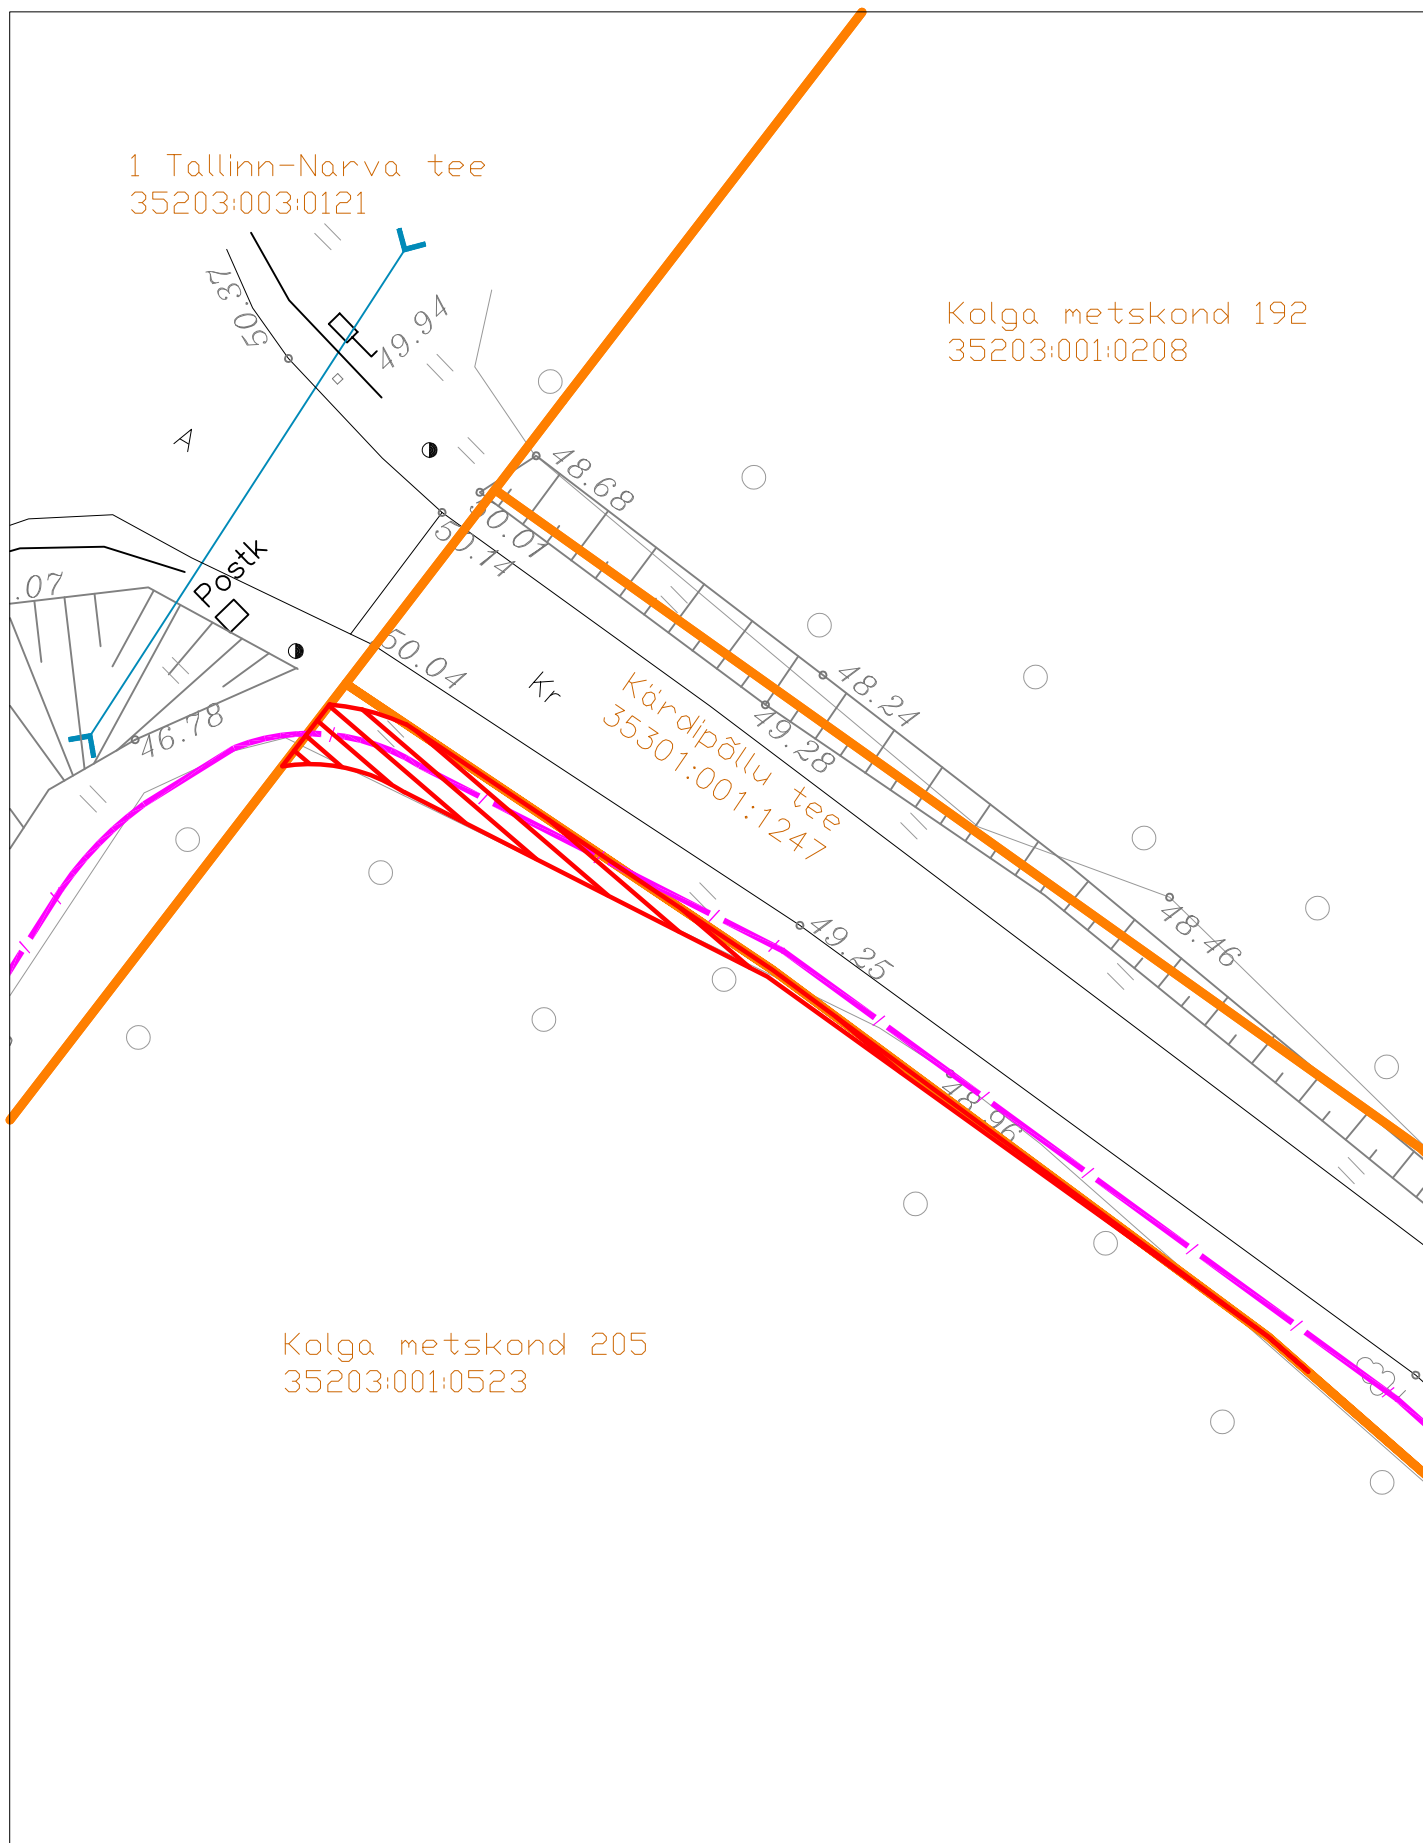 1 Tallinn-Narva tee
35203:003:0121
50.37
49.94
Kolga metskond 192
35203:001:0208
A
48.68
50.01
50.14
Postk
.07
50.04
Kr
Kärdipõllu tee
35301:001:1247
48.24
49.28
46.78
49.25
48.46
48.96
Kolga metskond 205
35203:001:0523